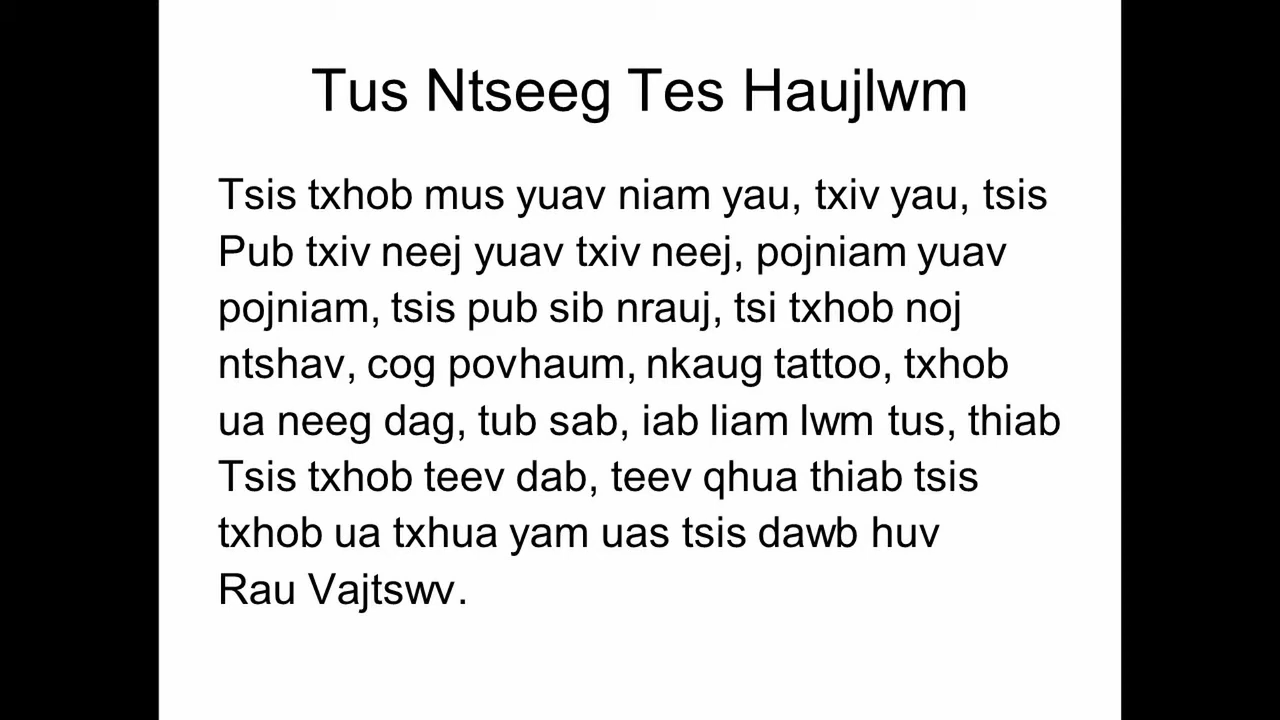 Tus Ntseeg Tes Haujlwm
Tsis txhob mus yuav niam yau, txiv yau, tsis
Pub txiv neej yuav txiv neej, pojniam yuav
pojniam, tsis pub sib nrauj, tsi txhob noj
ntshav, cog povhaum, nkaug tattoo, txhob
ua neeg dag, tub sab, iab liam lwm tus, thiab
Tsis txhob teev dab, teev qhua thiab tsis
txhob ua txhua yam uas tsis dawb huv
Rau Vajtswv.